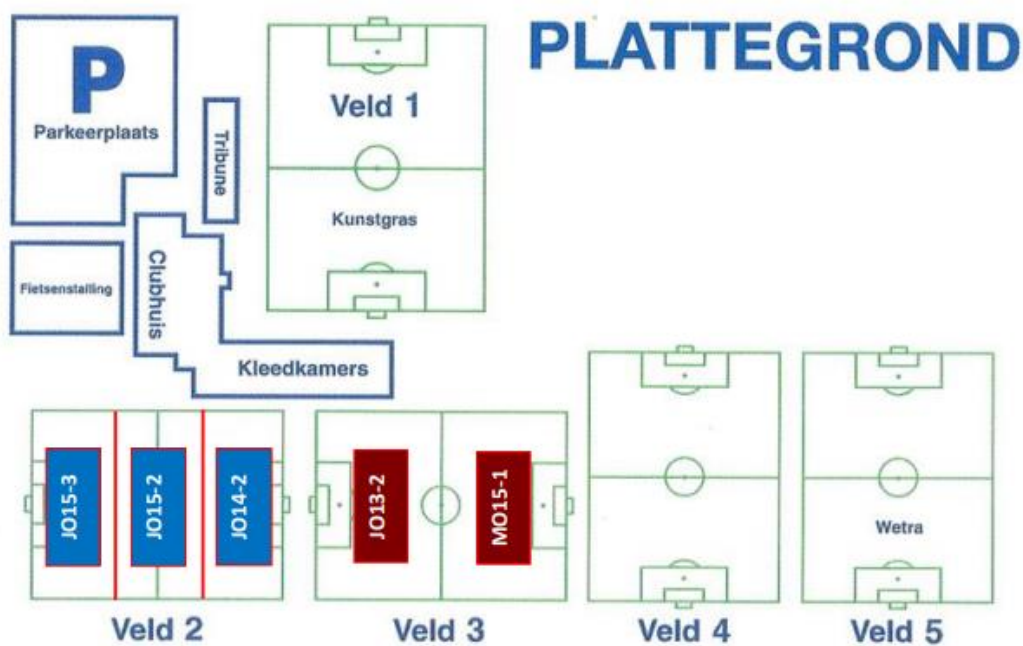 PLATTEGROND
P
Parkeerplaats
Tribune
Veld 1
Kunstgras
Fietsenstalling
Clubhuis
Kleedkamers
JO15-3
JO15-2
JO14-2
JO13-2
MO15-1
Wetra
Veld 2
Veld 3
Veld 4
Veld 5